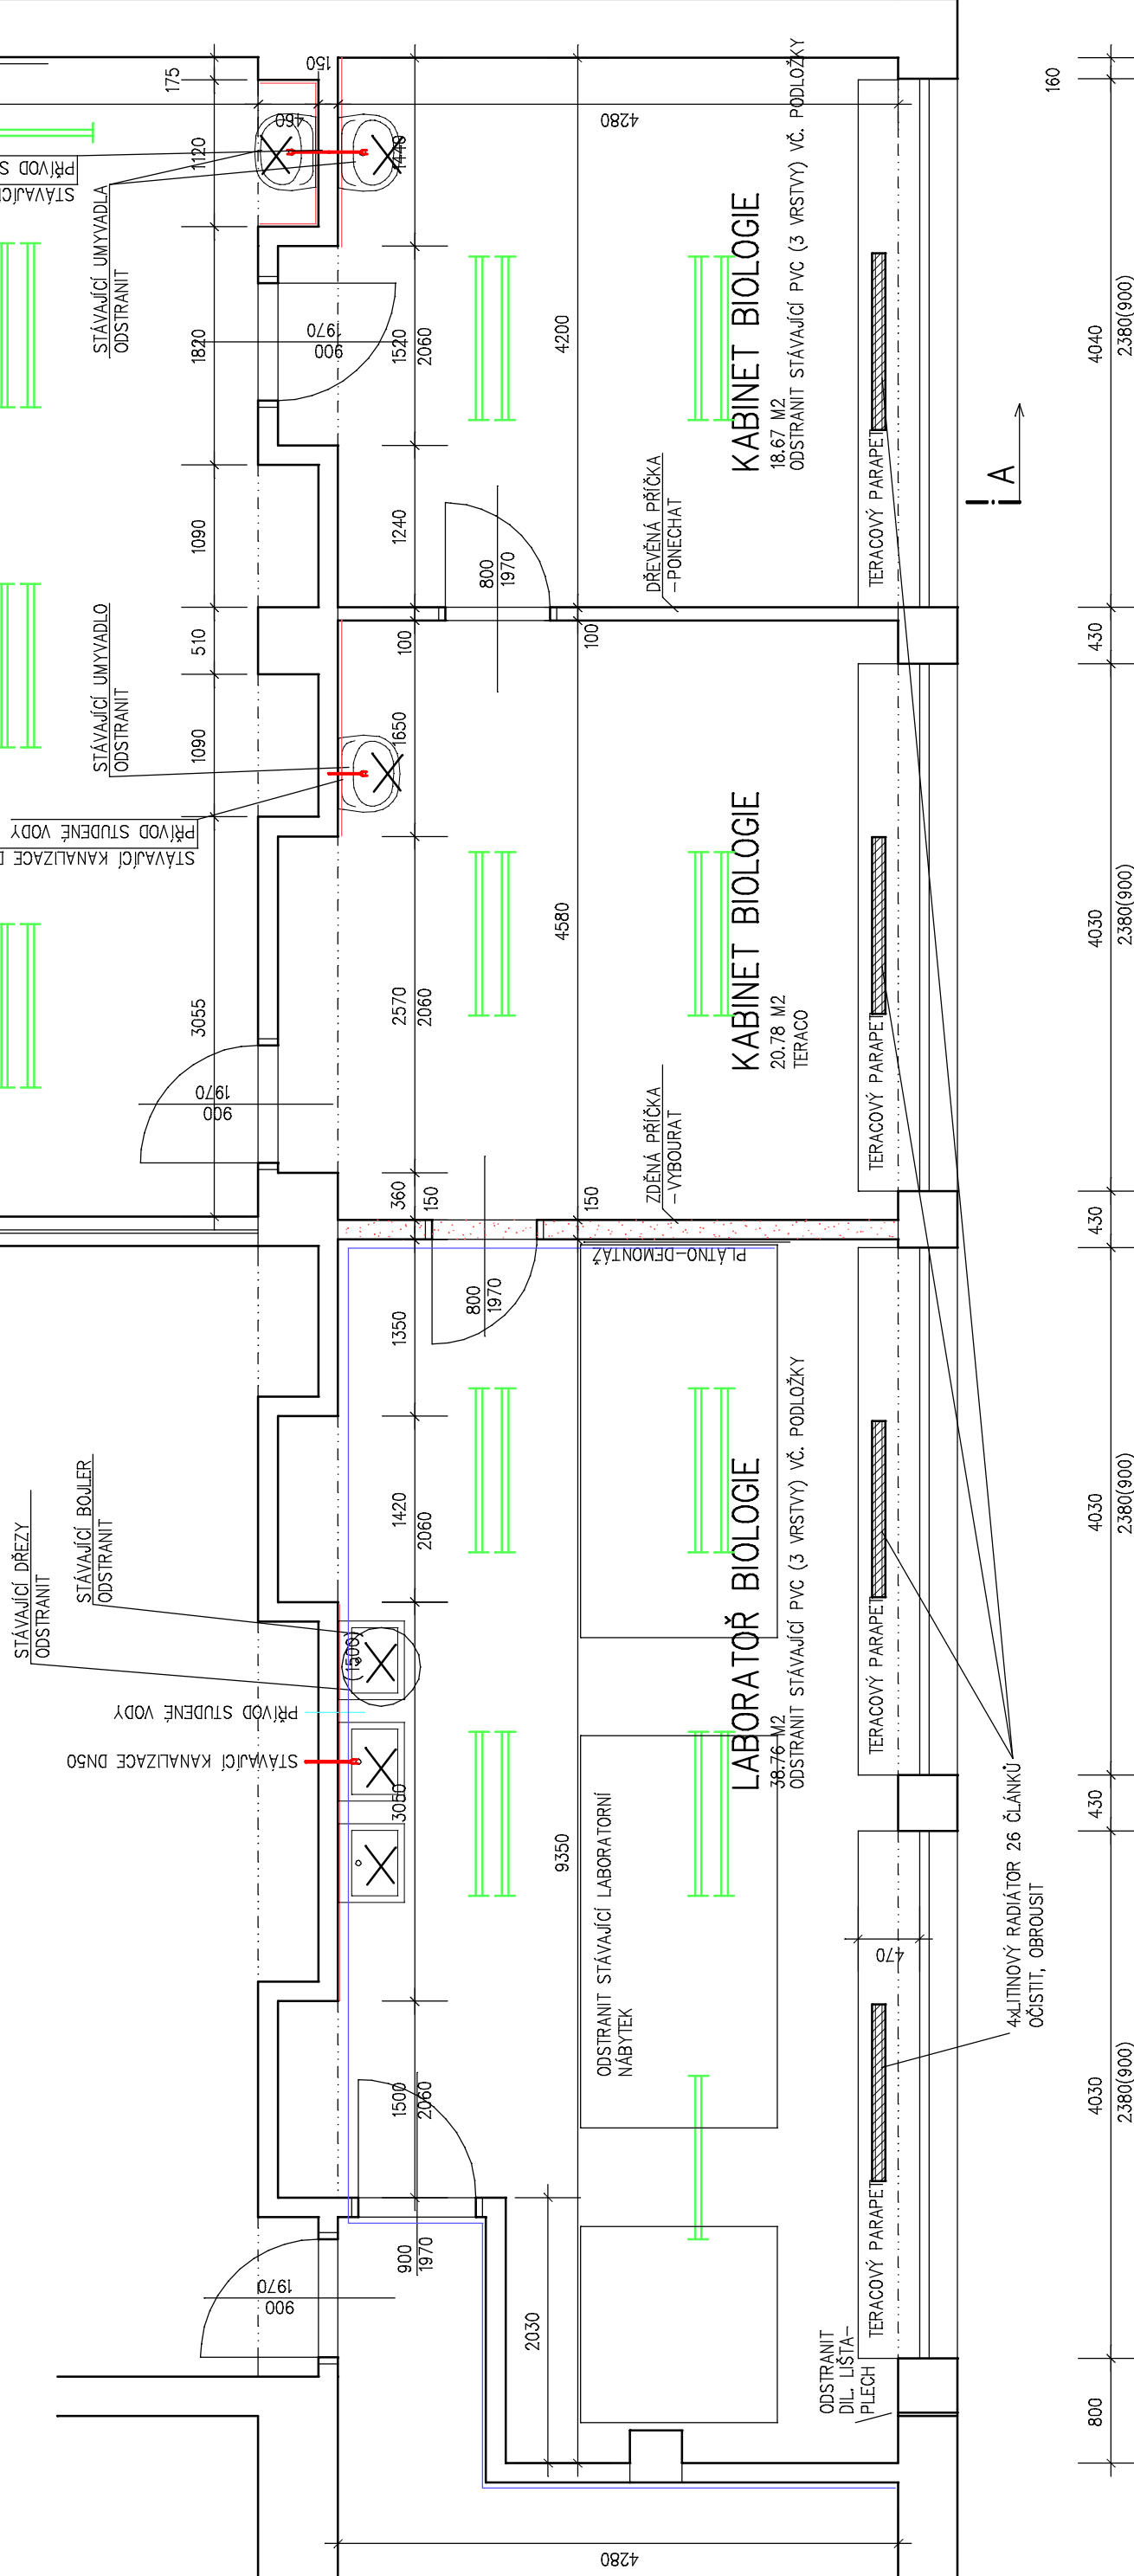 175
150
160
1120
460
4280
1440
PŘÍVOD S
STÁVAJÍCÍ
STÁVAJÍCÍ UMYVADLA
ODSTRANIT
1820
900
1970
1520
2060
4200
KABINET BIOLOGIE
18.67 M2
ODSTRANIT STÁVAJÍCÍ PVC (3 VRSTVY) VČ. PODLOŽKY
TERACOVÝ PARAPET
4040
2380(900)
A
1090
1240
800
1970
DŘEVĚNÁ PŘÍČKA
-PONECHAT
510
100
100
430
STÁVAJÍCÍ UMYVADLO
ODSTRANIT
1090
1650
PŘÍVOD STUDENÉ VODY
STÁVAJÍCÍ KANALIZACE D
3055
2570
2060
4580
900
1970
KABINET BIOLOGIE
20.78 M2
TERACO
TERACOVÝ PARAPET
4030
2380(900)
360
150
150
ZDĚNÁ PŘÍČKA
-VYBOURAT
430
PLÁTNO-DEMONTÁŽ
1350
800
1970
STÁVAJÍCÍ DŘEZY
ODSTRANIT
STÁVAJÍCÍ BOJLER
ODSTRANIT
1420
2060
(1500)
PŘÍVOD STUDENÉ VODY
STÁVAJÍCÍ KANALIZACE DN50
3050
9350
LABORATOŘ BIOLOGIE
38.76 M2
ODSTRANIT STÁVAJÍCÍ PVC (3 VRSTVY) VČ. PODLOŽKY
TERACOVÝ PARAPET
4030
2380(900)
430
ODSTRANIT STÁVAJÍCÍ LABORATORNÍ
NÁBYTEK
470
4xLITINOVÝ RADIÁTOR 26 ČLÁNKŮ
OČISTIT, OBROUSIT
1500
2060
900
1970
900
1970
2030
TERACOVÝ PARAPET
4030
2380(900)
ODSTRANIT
DIL. LIŠTA-
PLECH
800
4280